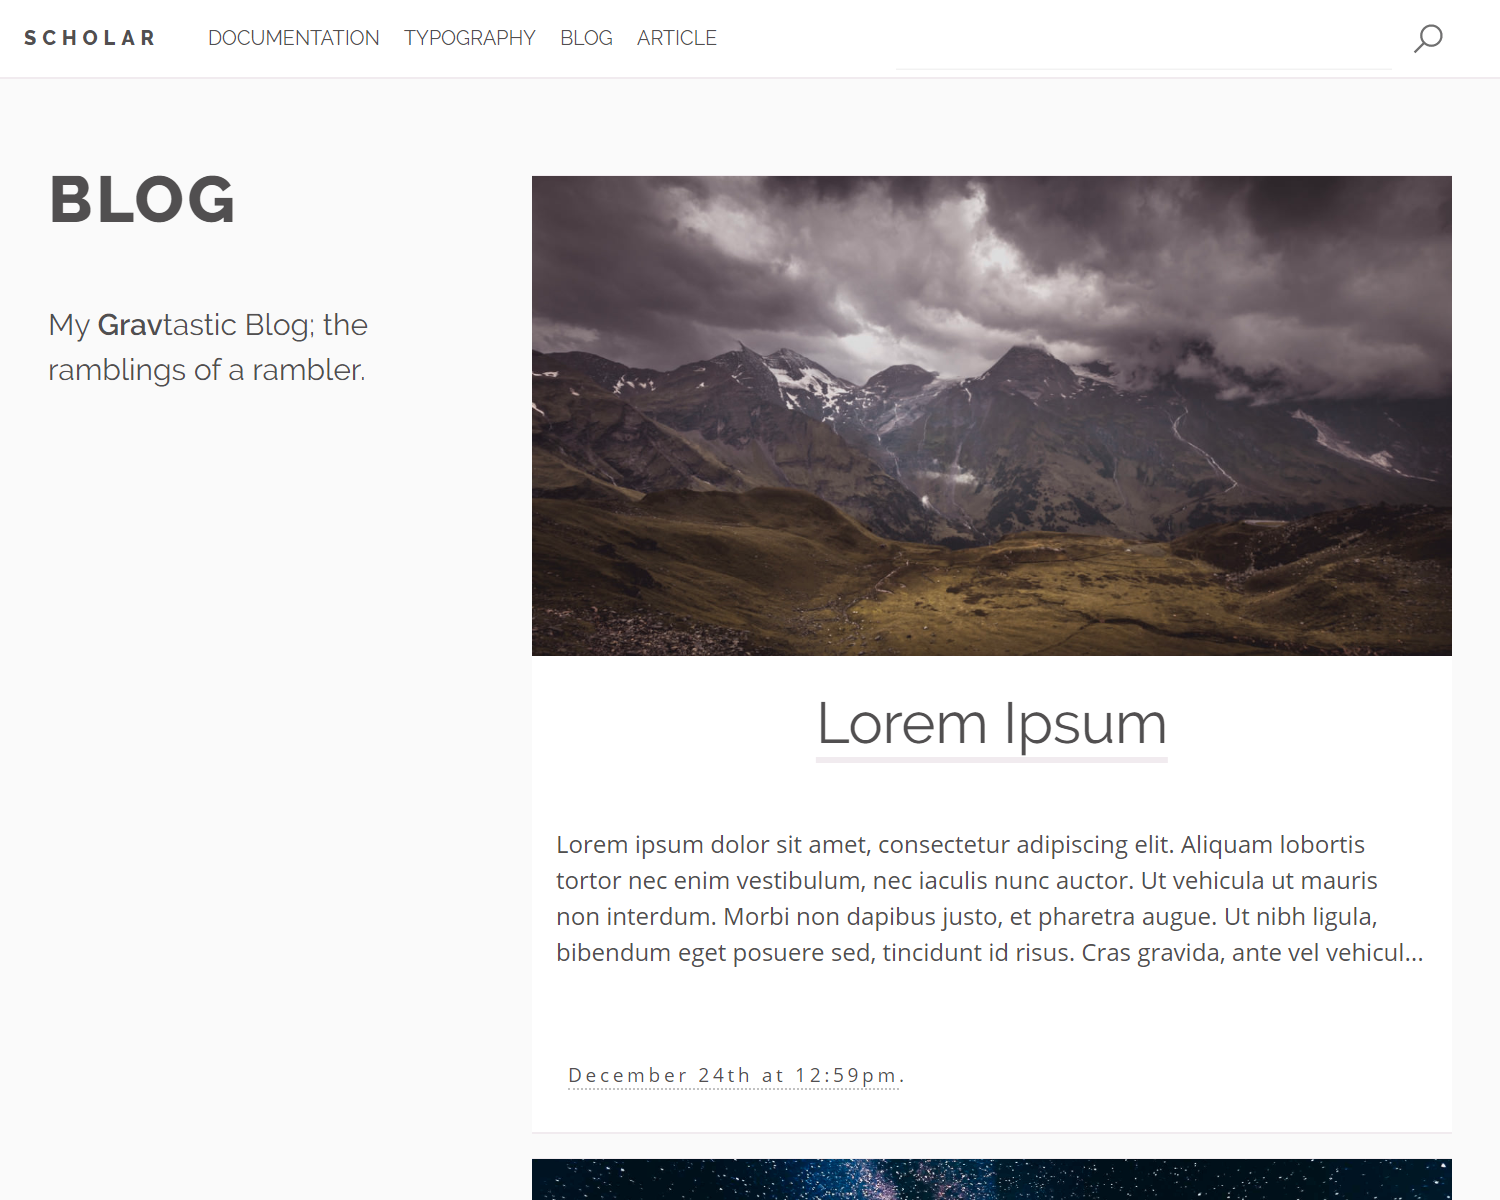 SCHOLAR DOCUMENTATION TYPOGRAPHY BLOG ARTICLE
BLOG
My Gravtastic Blog; the
ramblings of a rambler.
Lorem Ipsum
Lorem ipsum dolor sit amet, consectetur adipiscing elit. Aliquam lobortis
tortor nec enim vestibulum, nec iaculis nunc auctor. Ut vehicula ut mauris
non interdum. Morbi non dapibus justo, et pharetra augue. Ut nibh ligula,
bibendum eget posuere sed, tincidunt id risus. Cras gravida, ante vel vehicul...
December 24th at 12:59pm.